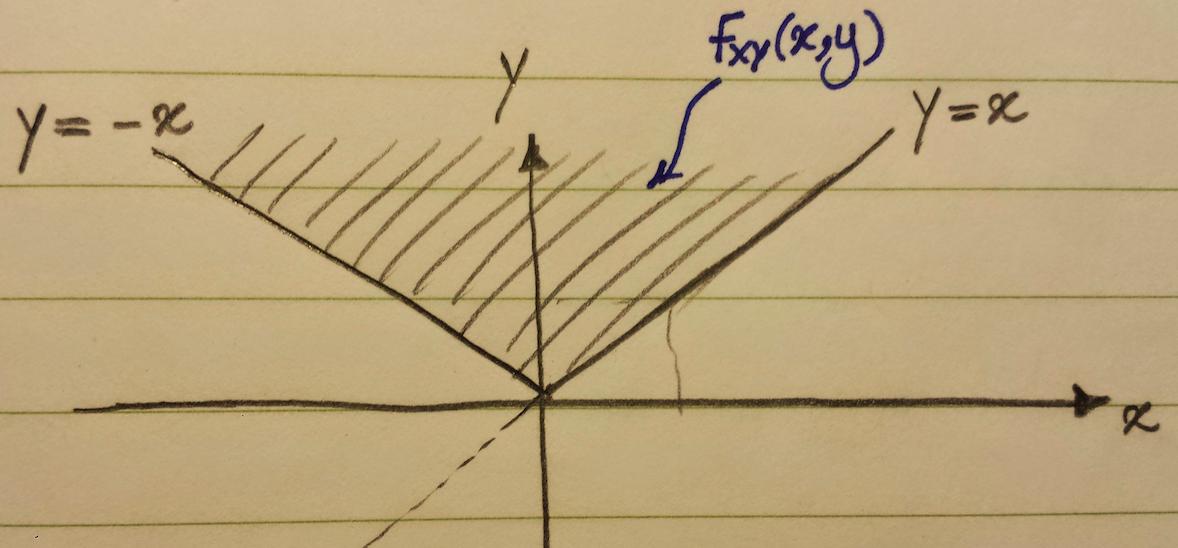 fxy(x,y)
y
y = -x
y = x
x